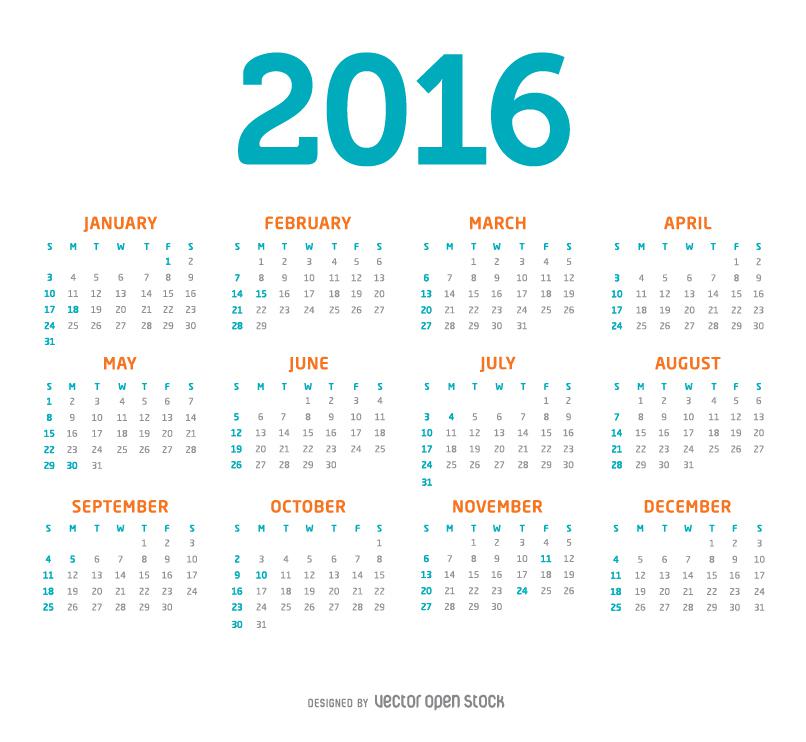 2016
JANUARY
S M T W T F S
1 2
3 4 5 6 7 8 9
10 11 12 13 14 15 16
17 18 19 20 21 22 23
24 25 26 27 28 29 30
31
FEBRUARY
S M T W T F S
1 2 3 4 5 6
7 8 9 10 11 12 13
14 15 16 17 18 19 20
21 22 23 24 25 26 27
28 29
MARCH
S M T W T F S
1 2 3 4 5
6 7 8 9 10 11 12
13 14 15 16 17 18 19
20 21 22 23 24 25 26
27 28 29 30 31
APRIL
S M T W T F S
1 2
3 4 5 6 7 8 9
10 11 12 13 14 15 16
17 18 19 20 21 22 23
24 25 26 27 28 29 30
MAY
S M T W T F S
1 2 3 4 5 6 7
8 9 10 11 12 13 14
15 16 17 18 19 20 21
22 23 24 25 26 27 28
29 30 31
JUNE
S M T W T F S
1 2 3 4
5 6 7 8 9 10 11
12 13 14 15 16 17 18
19 20 21 22 23 24 25
26 27 28 29 30
JULY
S M T W T F S
1 2
3 4 5 6 7 8 9
10 11 12 13 14 15 16
17 18 19 20 21 22 23
24 25 26 27 28 29 30
31
AUGUST
S M T W T F S
1 2 3 4 5 6
7 8 9 10 11 12 13
14 15 16 17 18 19 20
21 22 23 24 25 26 27
28 29 30 31
SEPTEMBER
S M T W T F S
1 2 3
4 5 6 7 8 9 10
11 12 13 14 15 16 17
18 19 20 21 22 23 24
25 26 27 28 29 30
OCTOBER
S M T W T F S
1
2 3 4 5 6 7 8
9 10 11 12 13 14 15
16 17 18 19 20 21 22
23 24 25 26 27 28 29
30 31
NOVEMBER
S M T W T F S
1 2 3 4 5
6 7 8 9 10 11 12
13 14 15 16 17 18 19
20 21 22 23 24 25 26
27 28 29 30
DECEMBER
S M T W T F S
1 2 3
4 5 6 7 8 9 10
11 12 13 14 15 16 17
18 19 20 21 22 23 24
25 26 27 28 29 30 31
DESIGNED BY vector open stock